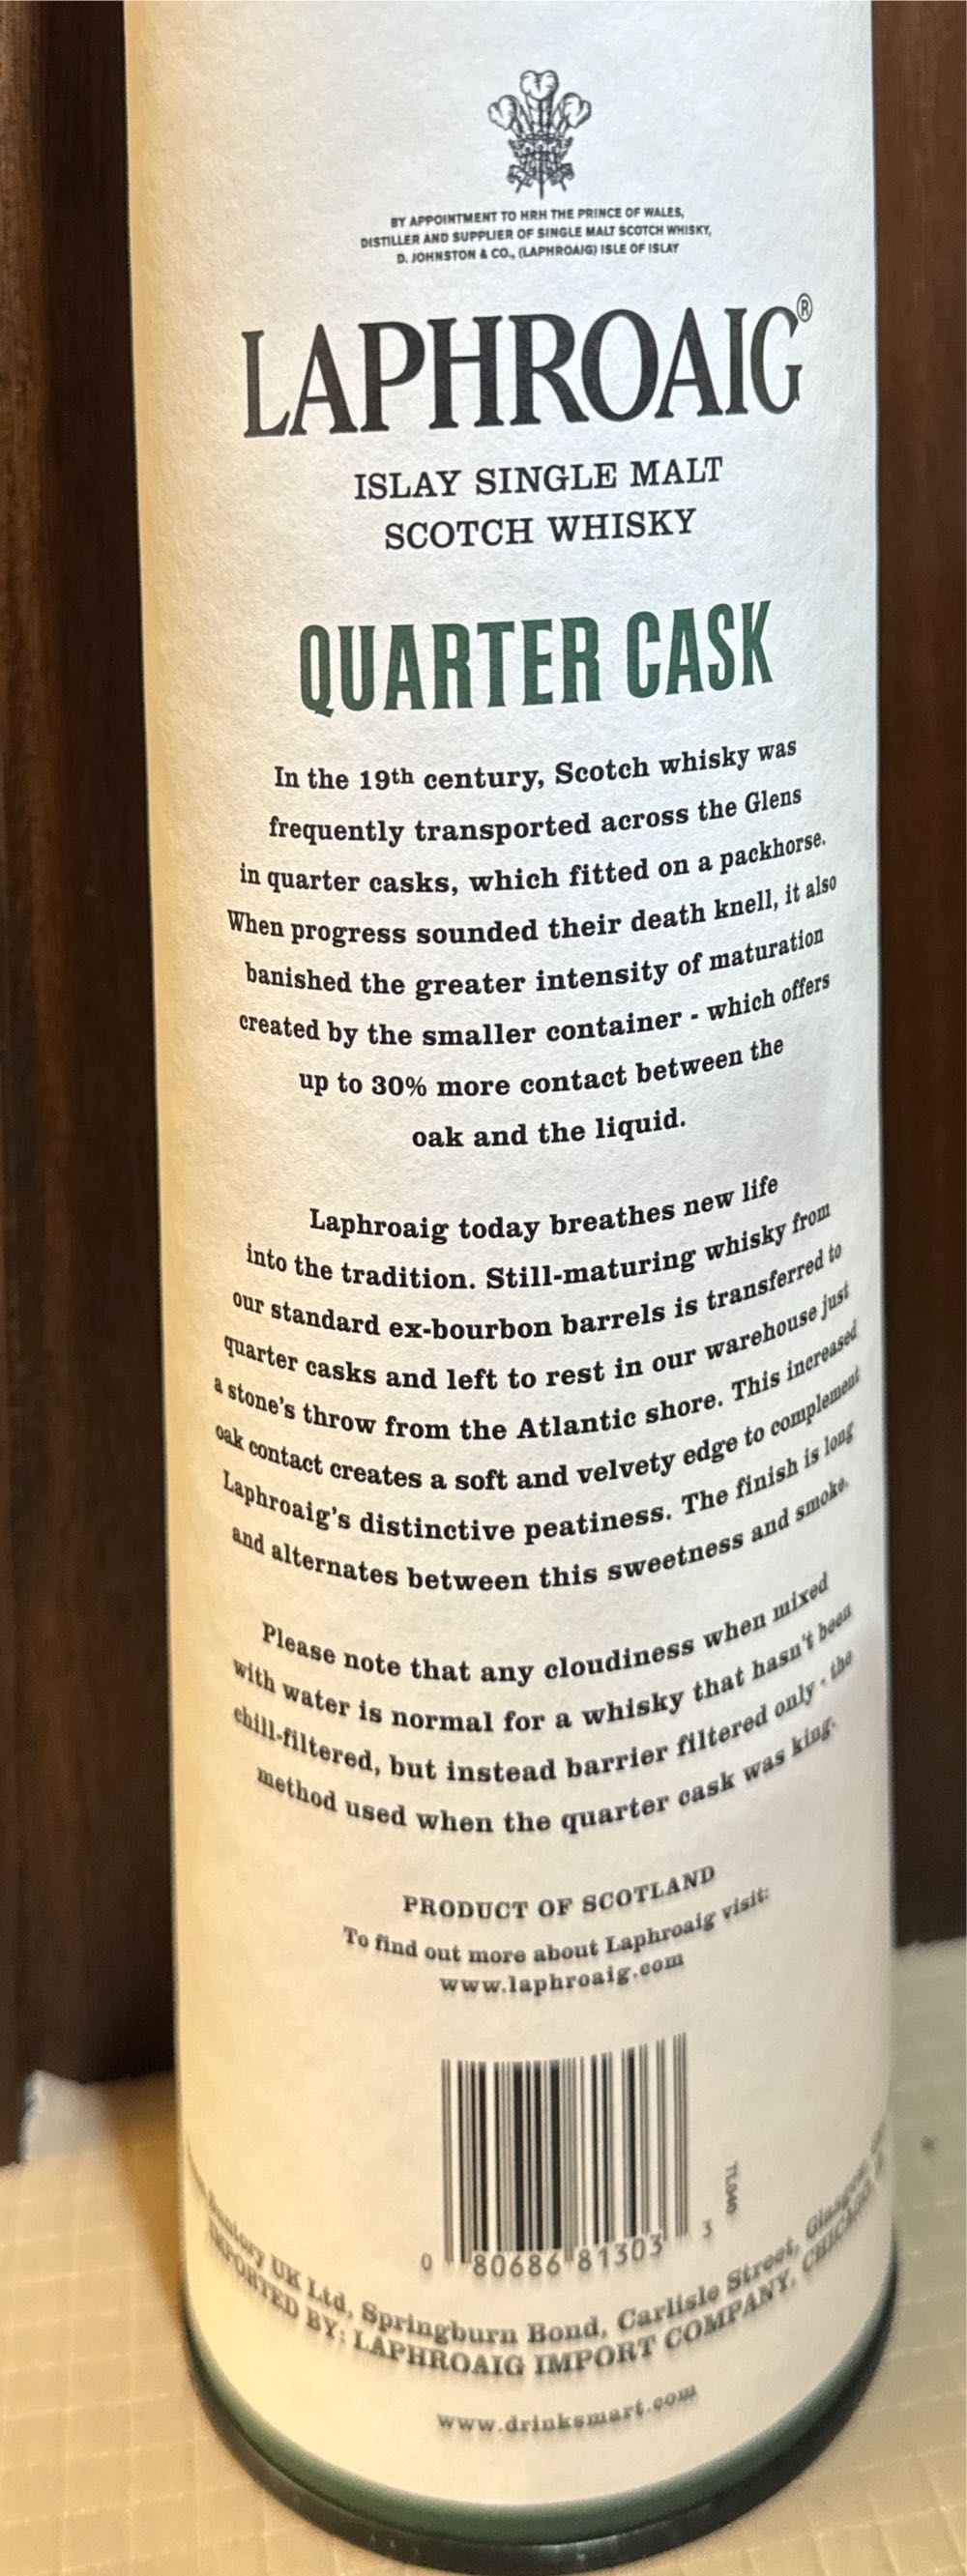 BY APPOINTMENT TO HRH THE PRINCE OF WALES,
DISTILLER AND SUPPLIER OF SINGLE MALT SCOTCH WHISKY,
D. JOHNSTON & CO., (LAPHROAIG) ISLE OF ISLAY
LAPHROAIG®
ISLAY SINGLE MALT
SCOTCH WHISKY
QUARTER CASK
In the 19th century, Scotch whisky was
frequently transported across the Glens
in quarter casks, which fitted on a packhorse.
When progress sounded their death knell, it also
banished the greater intensity of maturation
created by the smaller container - which offers
up to 30% more contact between the
oak and the liquid.
Laphroaig today breathes new life
into the tradition. Still-maturing whisky from
our standard ex-bourbon barrels is transferred to
quarter casks and left to rest in our warehouse just
a stone's throw from the Atlantic shore. This increased
oak contact creates a soft and velvety edge to complement
Laphroaig's distinctive peatiness. The finish is long
and alternates between this sweetness and smoke.
Please note that any cloudiness when mixed
with water is normal for a whisky that hasn't been
chill-filtered, but instead barrier filtered only - the
method used when the quarter cask was king.
PRODUCT OF SCOTLAND
To find out more about Laphroaig visit:
www.laphroaig.com
TL040
0 80686 81303 3
Suntory UK Ltd, Springburn Bond, Carlisle Street, Glasgow,
IMPORTED BY: LAPHROAIG IMPORT COMPANY, CHICAGO,
www.drinksmart.com